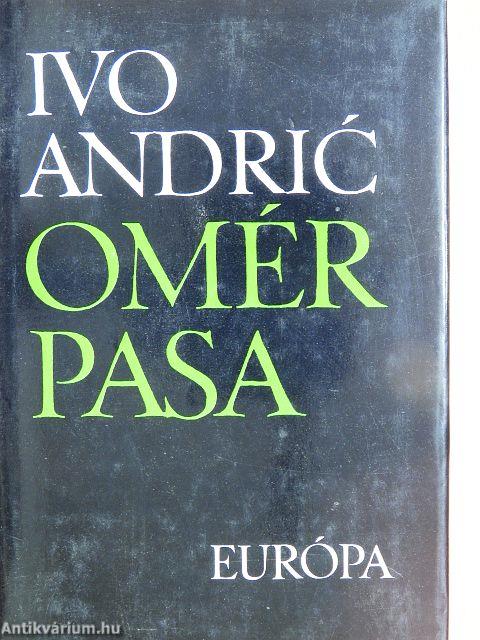 IVO
ANDRIĆ
OMÉR
PASA
EURÓPA
Antikvárium.hu